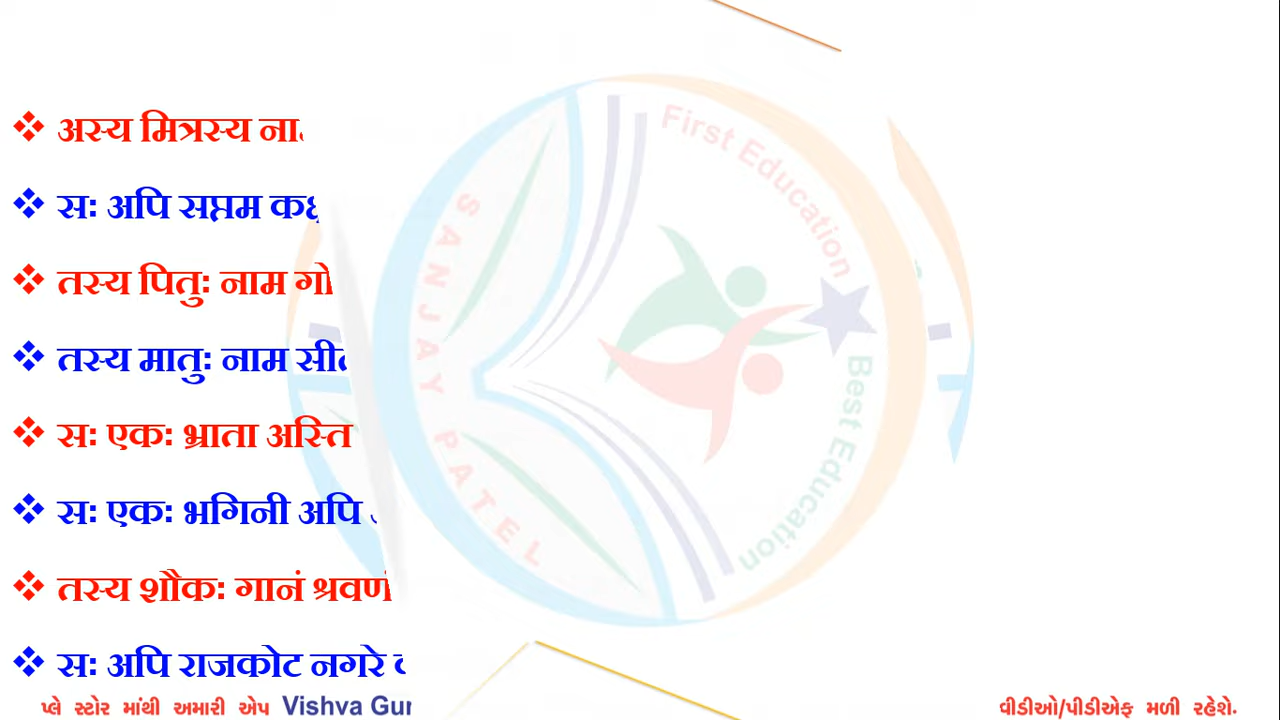 अस्य मित्रस्य
सः अपि सप्तम
तस्य पितुः नाम
तस्य मातुः नाम
सः एकः भ्राता अस्ति
सः एकः भगिनी अपि
तस्य शौकः गानं श्रवणं
सः अपि राजकोट नगरे
First Education
SANJAY PATEL
Best Education
પ્લે સ્ટોર માંથી અમારી એપ Vishva વીડીઓ/પીડીએફ મળી રહેશે.